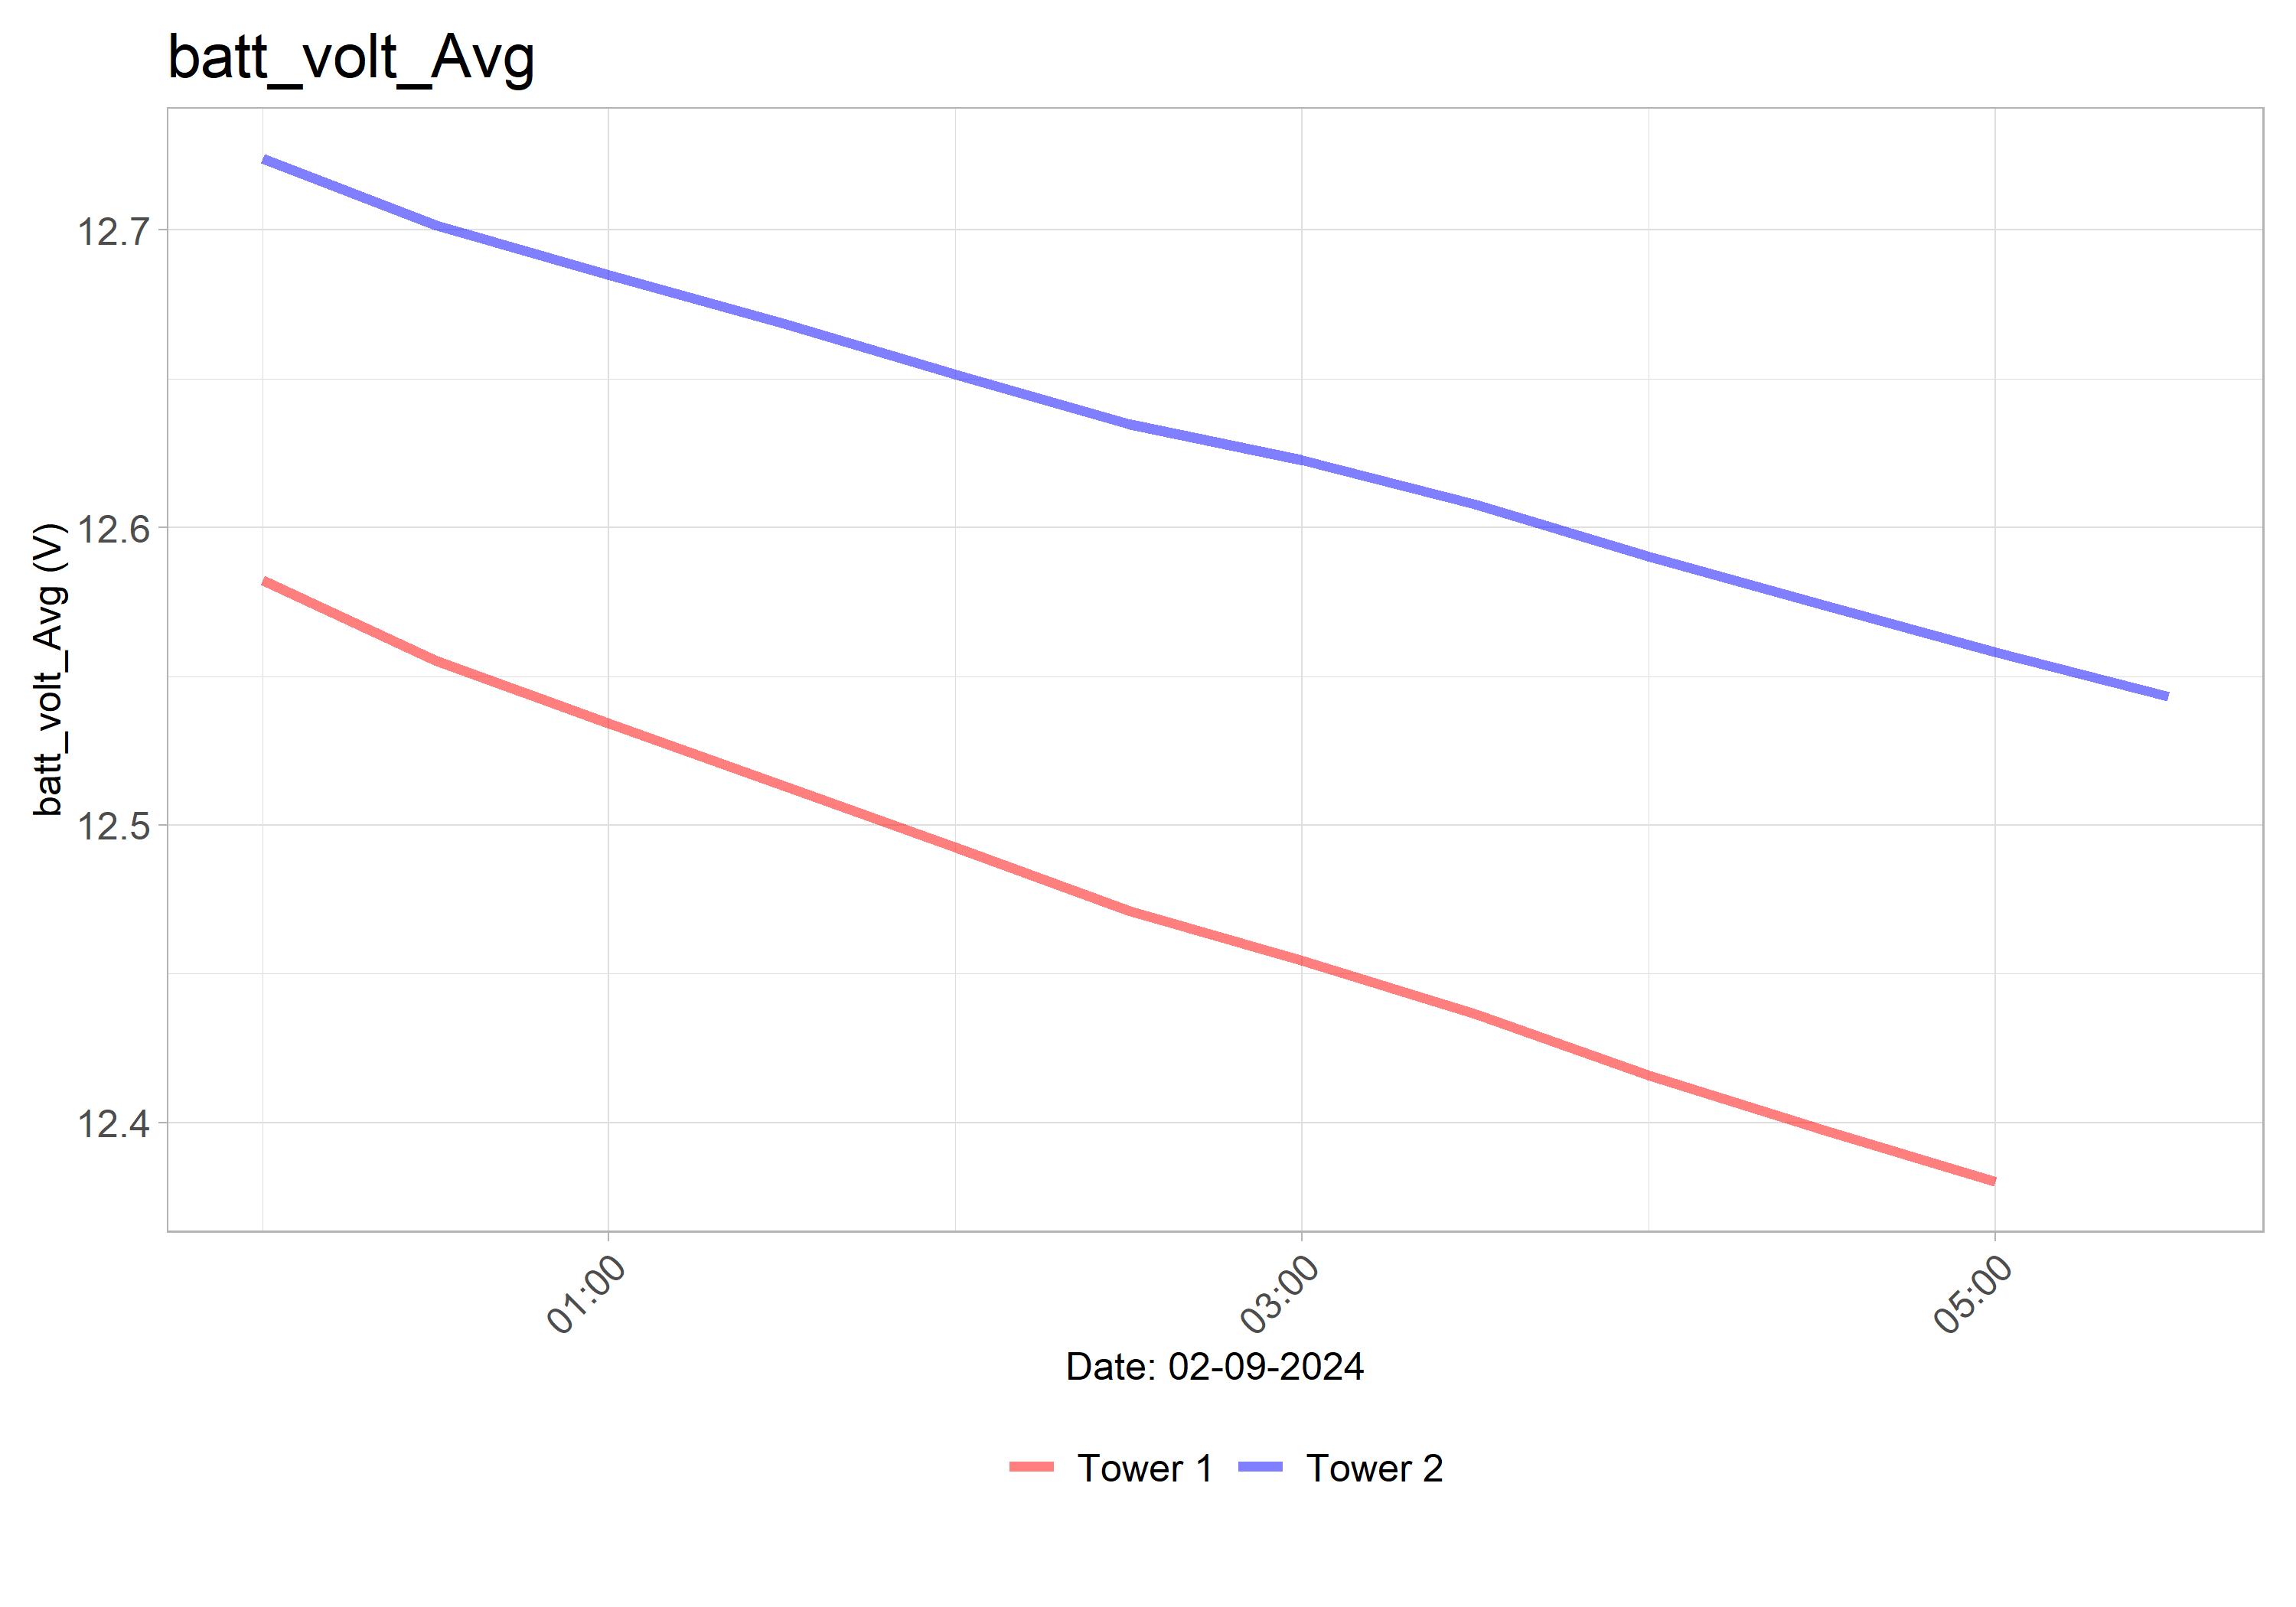 batt_volt_Avg
batt_volt_Avg (V)
12.7
12.6
12.5
12.4
01:00
03:00
05:00
Date: 02-09-2024
Tower 1
Tower 2